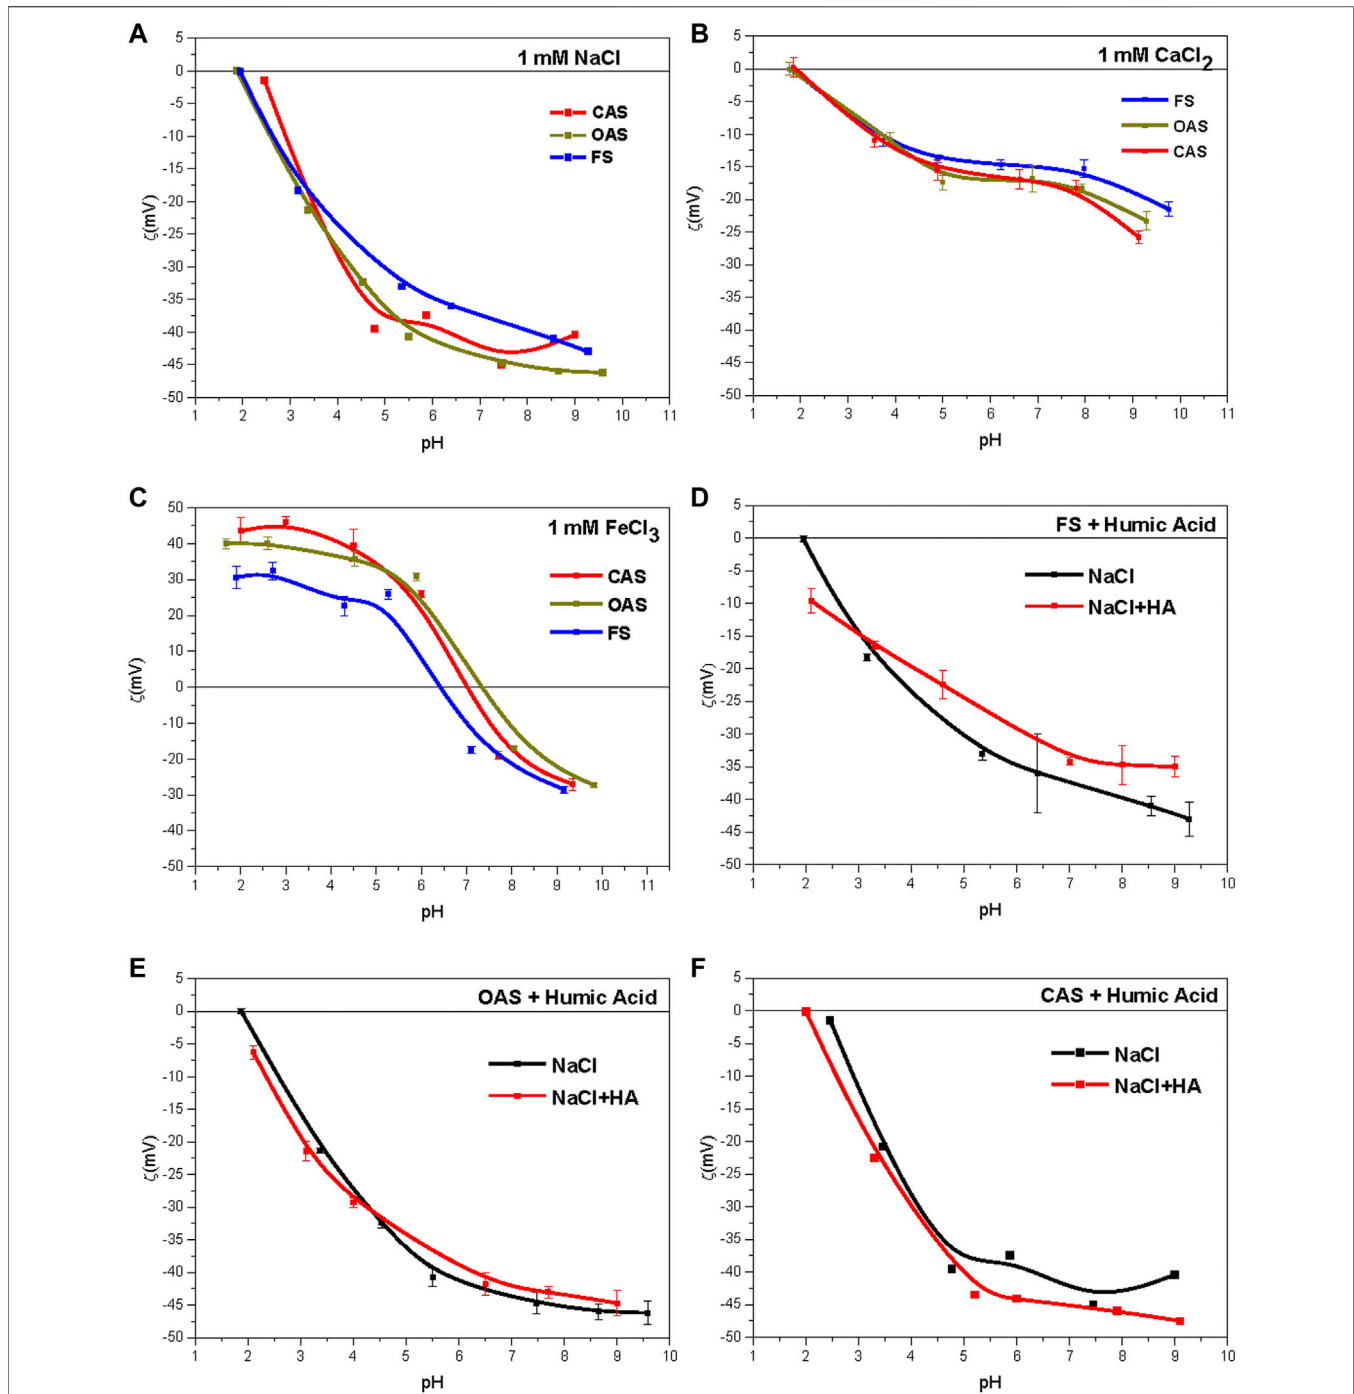 A
1 mM NaCl
CAS
OAS
FS
5
0
-5
-10
-15
-20
-25
-30
-35
-40
-45
-50
ζ(mV)
1 2 3 4 5 6 7 8 9 10 11
pH
B
1 mM CaCl2
FS
OAS
CAS
5
0
-5
-10
-15
-20
-25
-30
-35
-40
-45
-50
ζ(mV)
1 2 3 4 5 6 7 8 9 10 11
pH
C
1 mM FeCl3
CAS
OAS
FS
50
40
30
20
10
0
-10
-20
-30
-40
-50
ζ(mV)
1 2 3 4 5 6 7 8 9 10 11
pH
D
FS + Humic Acid
NaCl
NaCl+HA
5
0
-5
-10
-15
-20
-25
-30
-35
-40
-45
-50
ζ(mV)
1 2 3 4 5 6 7 8 9 10
pH
E
OAS + Humic Acid
NaCl
NaCl+HA
5
0
-5
-10
-15
-20
-25
-30
-35
-40
-45
-50
ζ(mV)
1 2 3 4 5 6 7 8 9 10
pH
F
CAS + Humic Acid
NaCl
NaCl+HA
5
0
-5
-10
-15
-20
-25
-30
-35
-40
-45
-50
ζ(mV)
1 2 3 4 5 6 7 8 9 10
pH